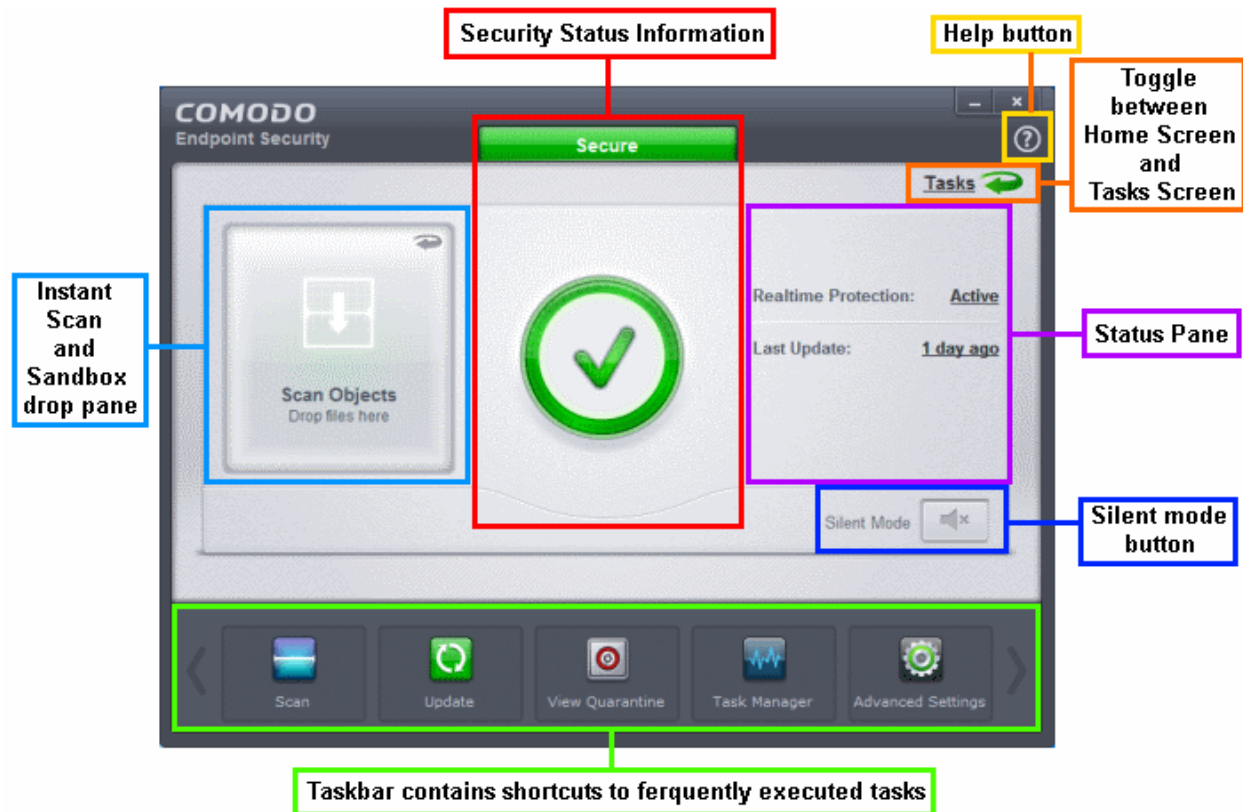 Security Status Information
Help button
Toggle
between
Home Screen
and
Tasks Screen
COMODO
Endpoint Security
Secure
?
Tasks
Instant
Scan
and
Sandbox
drop pane
Scan Objects
Drop files here
Realtime Protection: Active
Last Update: 1 day ago
Status Pane
Silent Mode
Silent mode
button
Scan
Update
View Quarantine
Task Manager
Advanced Settings
Taskbar contains shortcuts to ferquently executed tasks